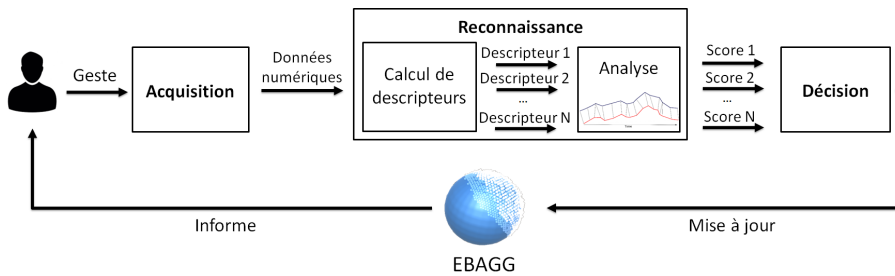 Reconnaissance
Geste
Acquisition
Données
numériques
Calcul de
descripteurs
Descripteur 1
Descripteur 2
...
Descripteur N
Analyse
Time
Score 1
Score 2
...
Score N
Décision
Informe
EBAGG
Mise à jour